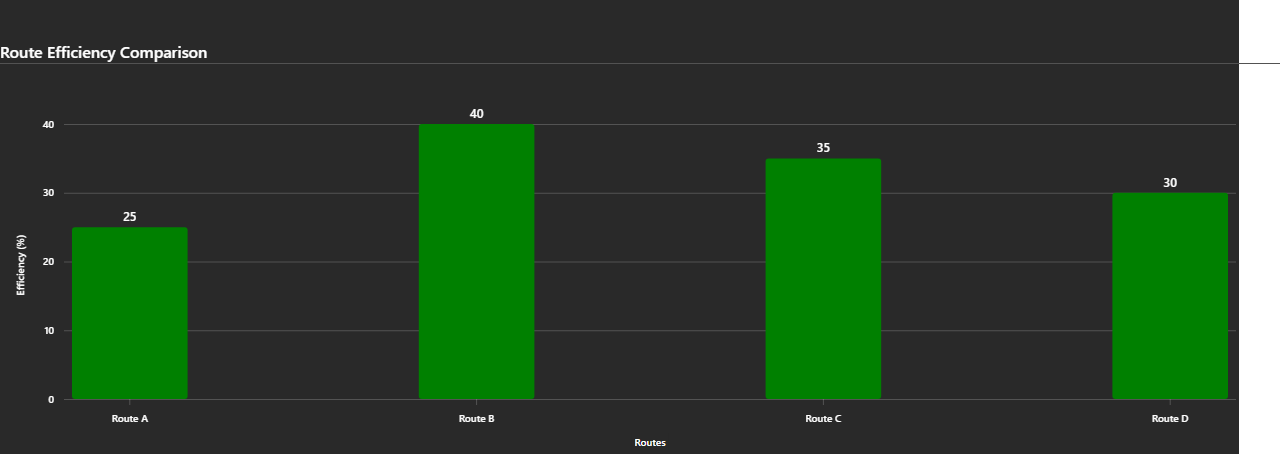 Route Efficiency Comparison
40
35
30
25
40
30
20
10
0
Efficiency (%)
Route A
Route B
Route C
Route D
Routes